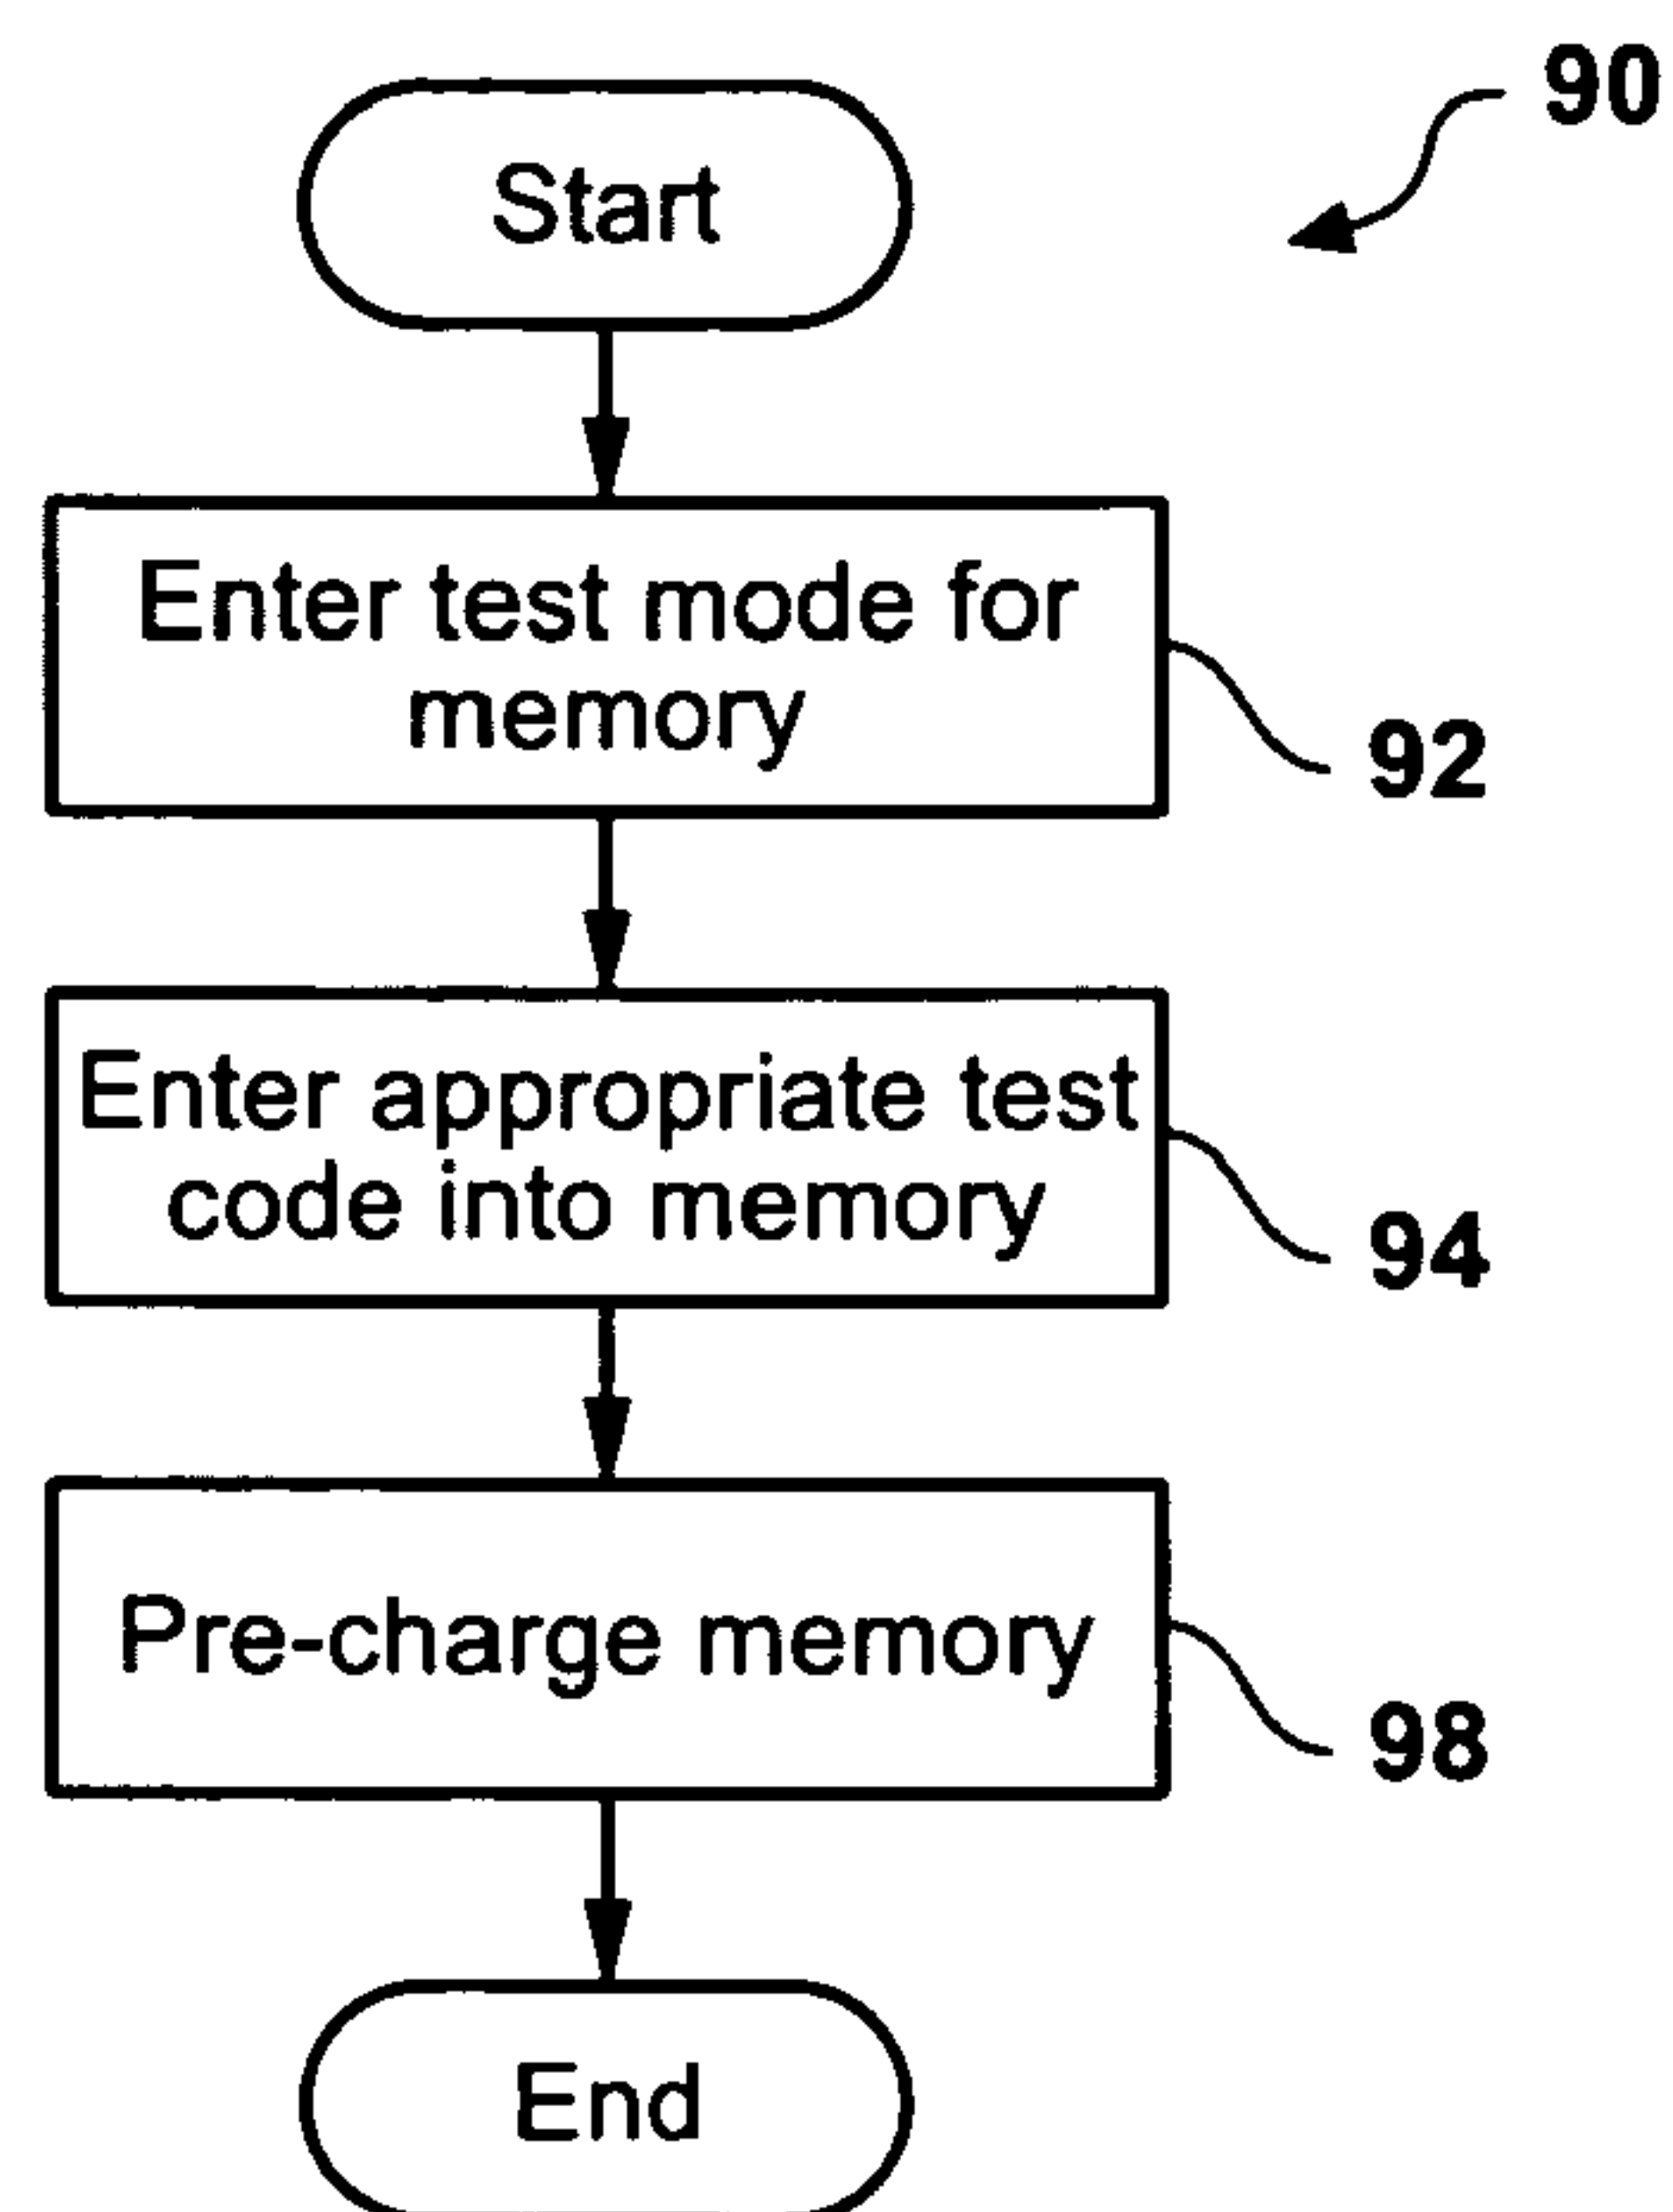 90
Start
Enter test mode for
memory
92
Enter appropriate test
code into memory
94
Pre-charge memory
98
End